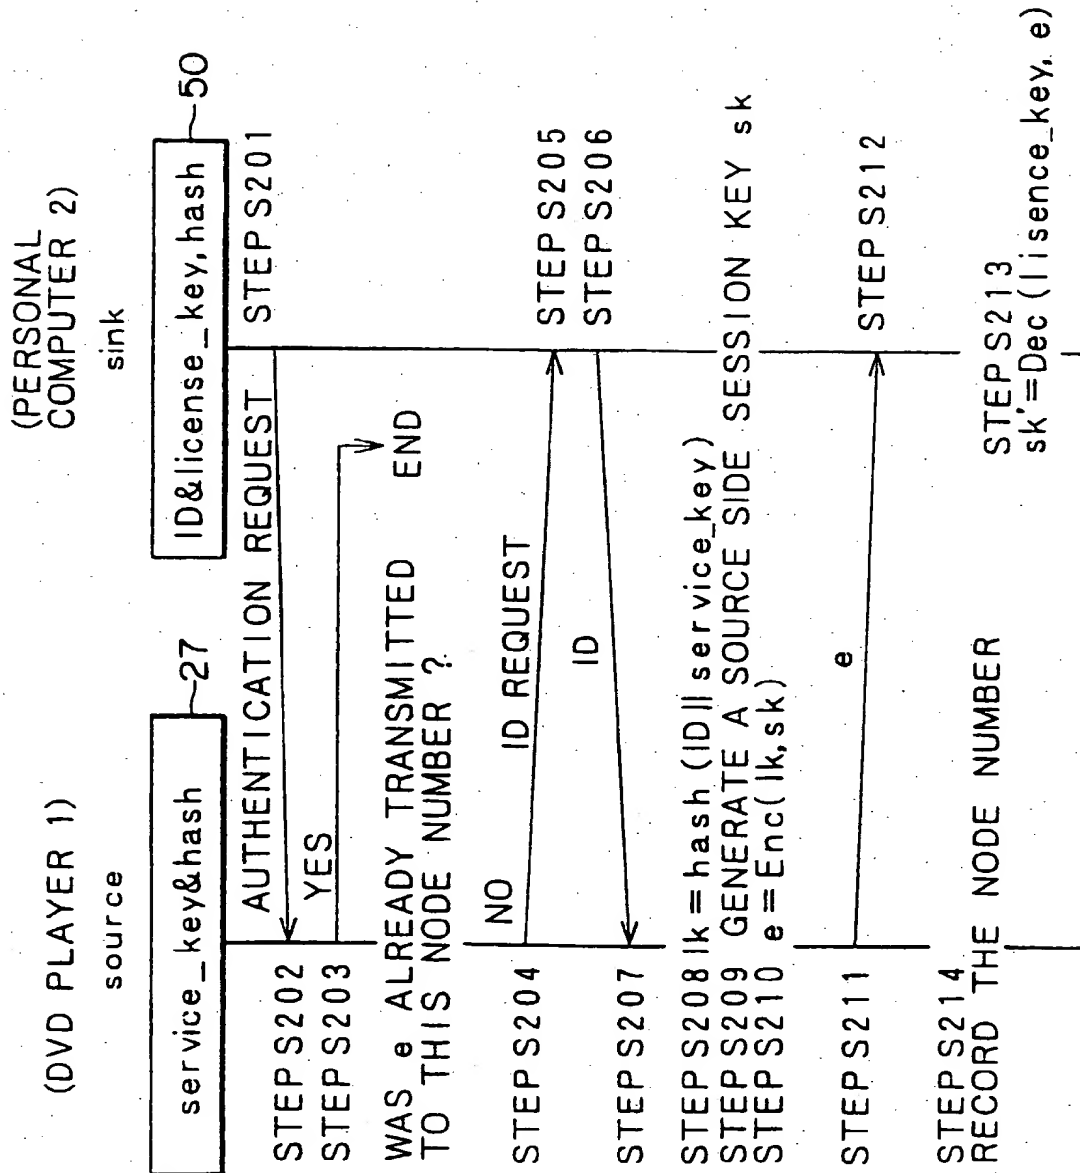 (DVD PLAYER 1)
source
service_key&hash
27
(PERSONAL
COMPUTER 2)
sink
ID&license_key,hash
50
STEP S201
AUTHENTICATION REQUEST
STEP S202
STEP S203
YES
END
WAS e ALREADY TRANSMITTED
TO THIS NODE NUMBER ?
STEP S204
NO
ID REQUEST
STEP S205
STEP S206
ID
STEP S207
STEP S208 lk=hash(ID||service_key)
STEP S209 GENERATE A SOURCE SIDE SESSION KEY sk
STEP S210 e=Enc(lk,sk)
STEP S211
e
STEP S212
STEP S213
sk'=Dec(lisence_key,e)
STEP S214
RECORD THE NODE NUMBER